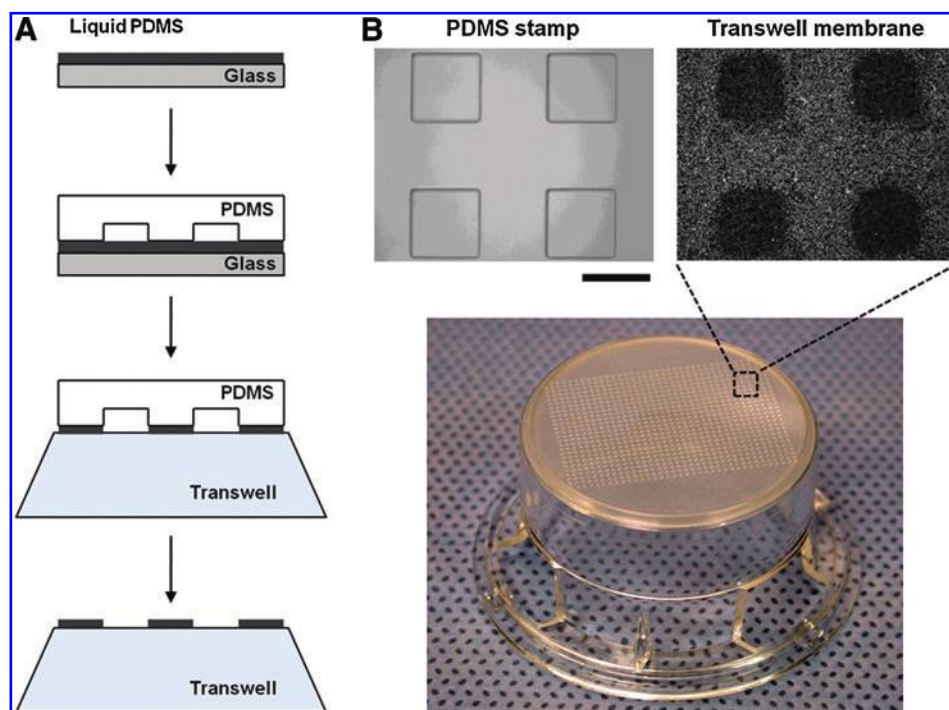 A
Liquid PDMS
Glass
PDMS
Glass
PDMS
Transwell
Transwell
B
PDMS stamp
Transwell membrane